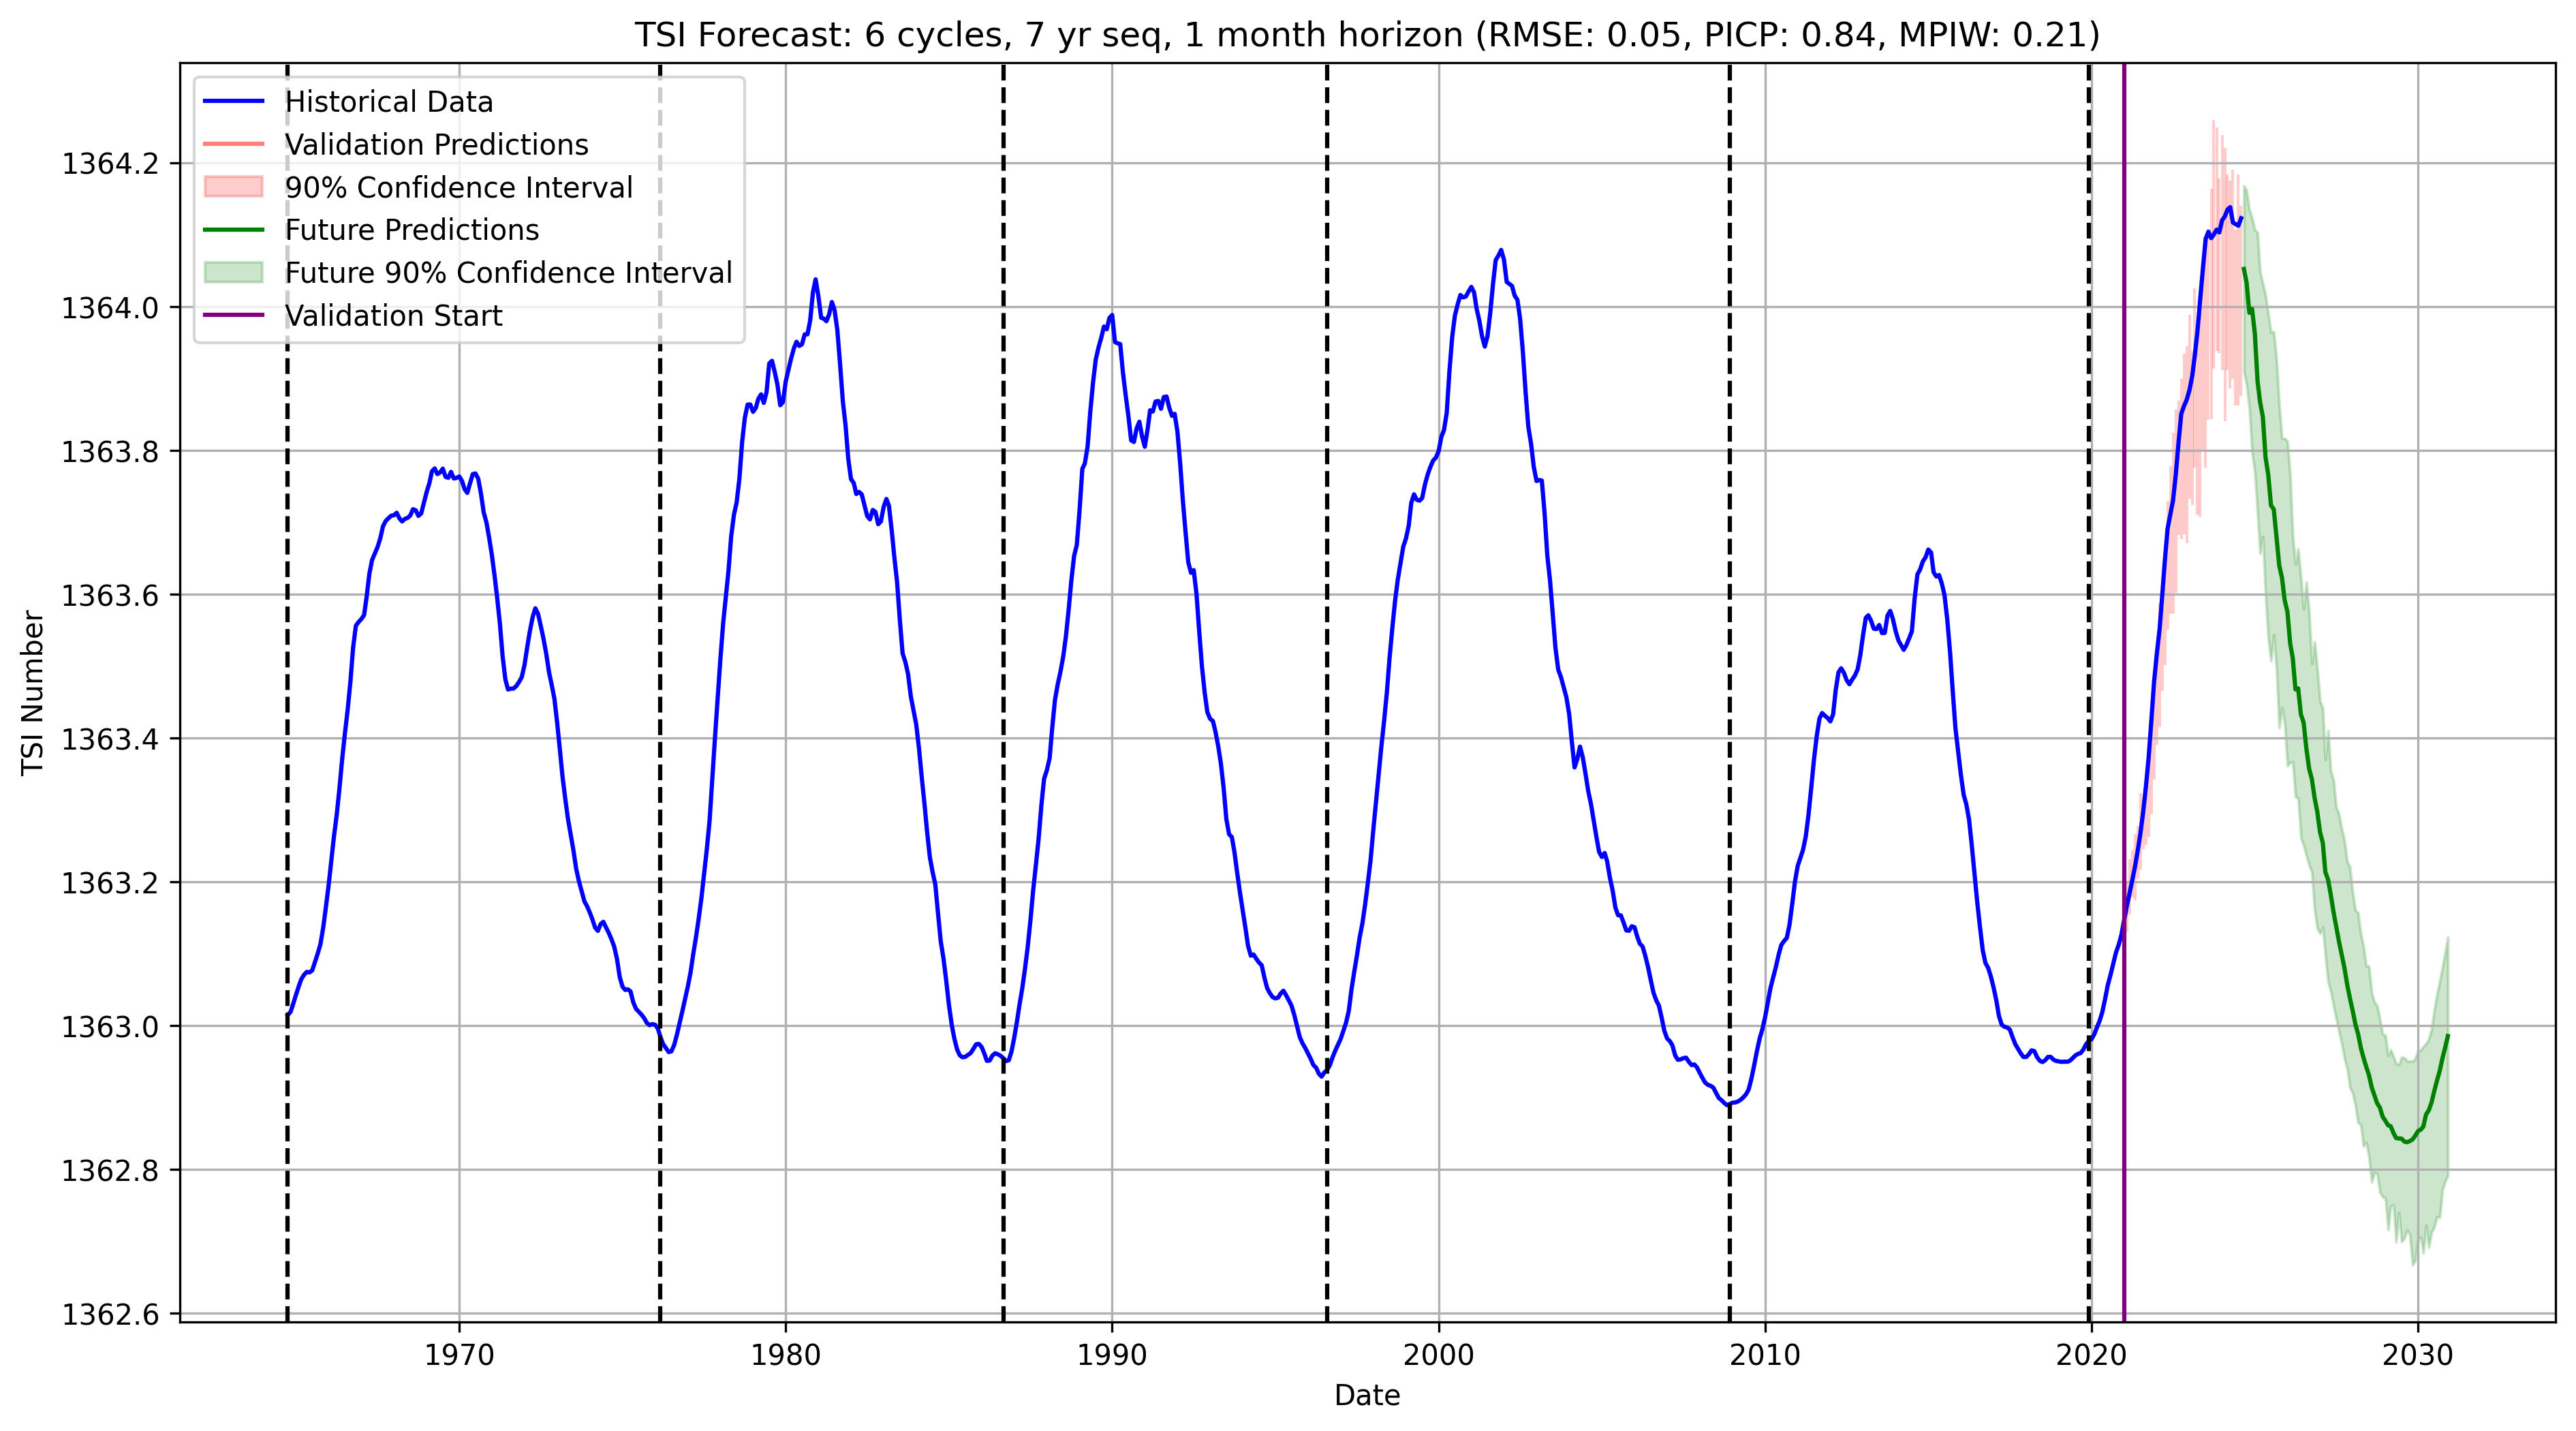 TSI Forecast: 6 cycles, 7 yr seq, 1 month horizon (RMSE: 0.05, PICP: 0.84, MPIW: 0.21)
Historical Data
Validation Predictions
90% Confidence Interval
Future Predictions
Future 90% Confidence Interval
Validation Start
TSI Number
1364.2
1364.0
1363.8
1363.6
1363.4
1363.2
1363.0
1362.8
1362.6
1970
1980
1990
2000
2010
2020
2030
Date